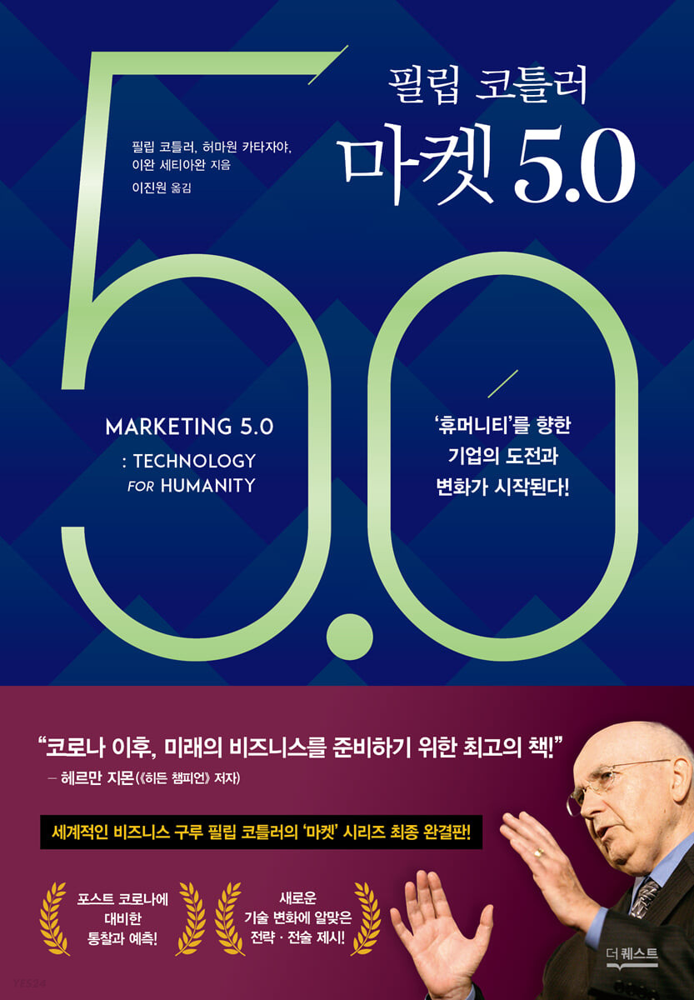 필립 코틀러
마켓 5.0
필립 코틀러, 허마원 카타자야,
이완 세티아완 지음
이진원 옮김
5.0
MARKETING 5.0
: TECHNOLOGY
FOR HUMANITY
‘휴머니티’를 향한
기업의 도전과
변화가 시작된다!
“코로나 이후, 미래의 비즈니스를 준비하기 위한 최고의 책!”
– 헤르만 지몬(《히든 챔피언》 저자)
세계적인 비즈니스 구루 필립 코틀러의 ‘마켓’ 시리즈 최종 완결판!
포스트 코로나에
대비한
통찰과 예측!
새로운
기술 변화에 알맞은
전략 · 전술 제시!
더퀘스트
YES24